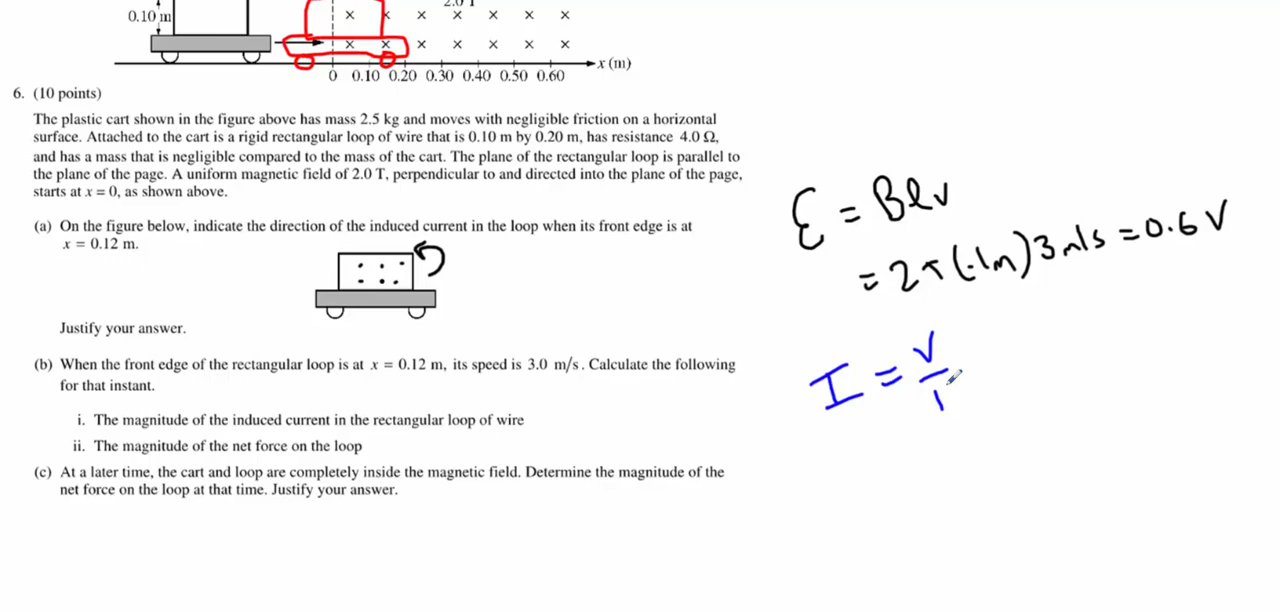 2.0 T
0.10 m
x (m)
0 0.10 0.20 0.30 0.40 0.50 0.60
6. (10 points)
The plastic cart shown in the figure above has mass 2.5 kg and moves with negligible friction on a horizontal
surface. Attached to the cart is a rigid rectangular loop of wire that is 0.10 m by 0.20 m, has resistance 4.0 Ω,
and has a mass that is negligible compared to the mass of the cart. The plane of the rectangular loop is parallel to
the plane of the page. A uniform magnetic field of 2.0 T, perpendicular to and directed into the plane of the page,
starts at x = 0, as shown above.
(a) On the figure below, indicate the direction of the induced current in the loop when its front edge is at
x = 0.12 m.
Justify your answer.
(b) When the front edge of the rectangular loop is at x = 0.12 m, its speed is 3.0 m/s. Calculate the following
for that instant.
i. The magnitude of the induced current in the rectangular loop of wire
ii. The magnitude of the net force on the loop
(c) At a later time, the cart and loop are completely inside the magnetic field. Determine the magnitude of the
net force on the loop at that time. Justify your answer.
ℰ = Blv
= 2T (.1m) 3 m/s = 0.6 V
I = V/